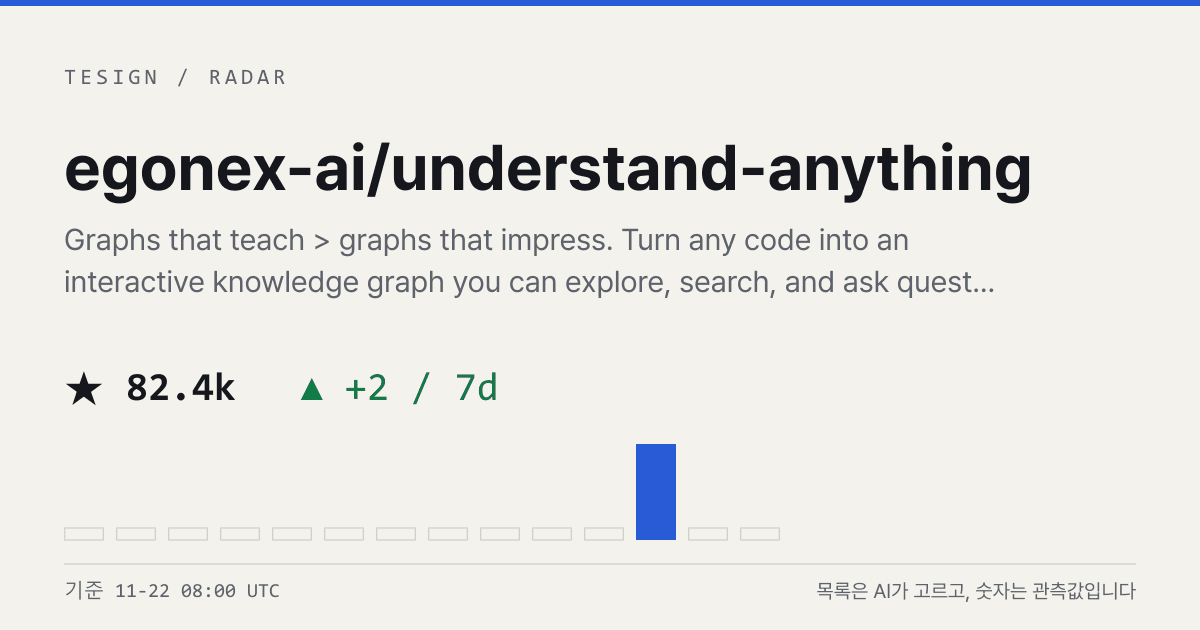 TESIGN / RADAR
egonex-ai/understand-anything
Graphs that teach > graphs that impress. Turn any code into an
interactive knowledge graph you can explore, search, and ask quest...
★ 82.4k ▲ +2 / 7d
기준 11-22 08:00 UTC
목록은 AI가 고르고, 숫자는 관측값입니다